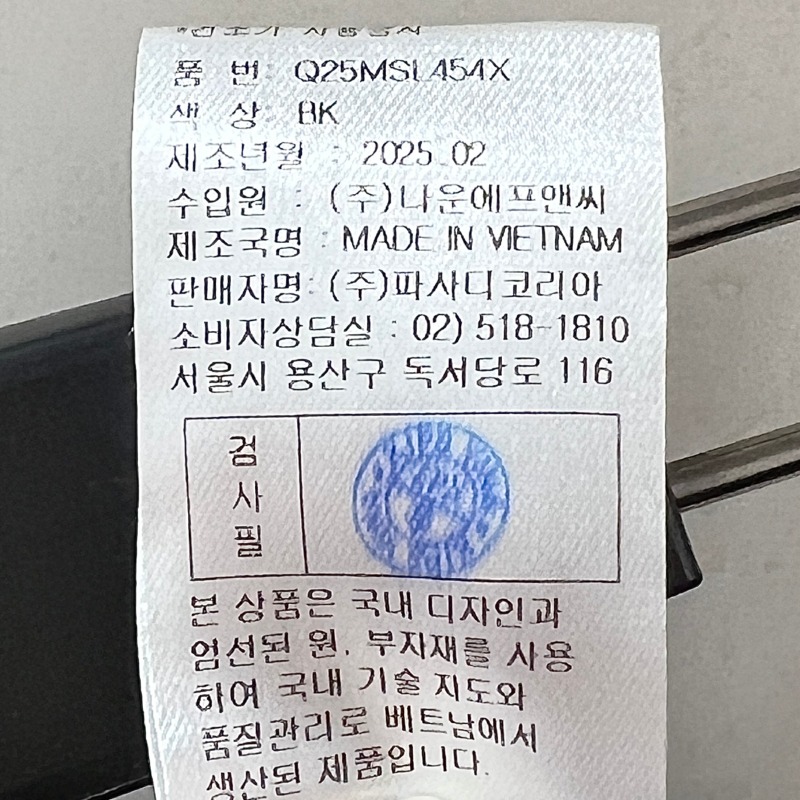 품 번: Q25MSL454X
색 상: BK
제조년월 : 2025.02
수입원 : (주)나운에프앤씨
제조국명 : MADE IN VIETNAM
판매자명: (주)파사디코리아
소비자상담실 : 02) 518-1810
서울시 용산구 독서당로 116
검
사
필
본 상품은 국내 디자인과
엄선된 원, 부자재를 사용
하여 국내 기술 지도와
품질관리로 베트남에서
생산된 제품입니다.